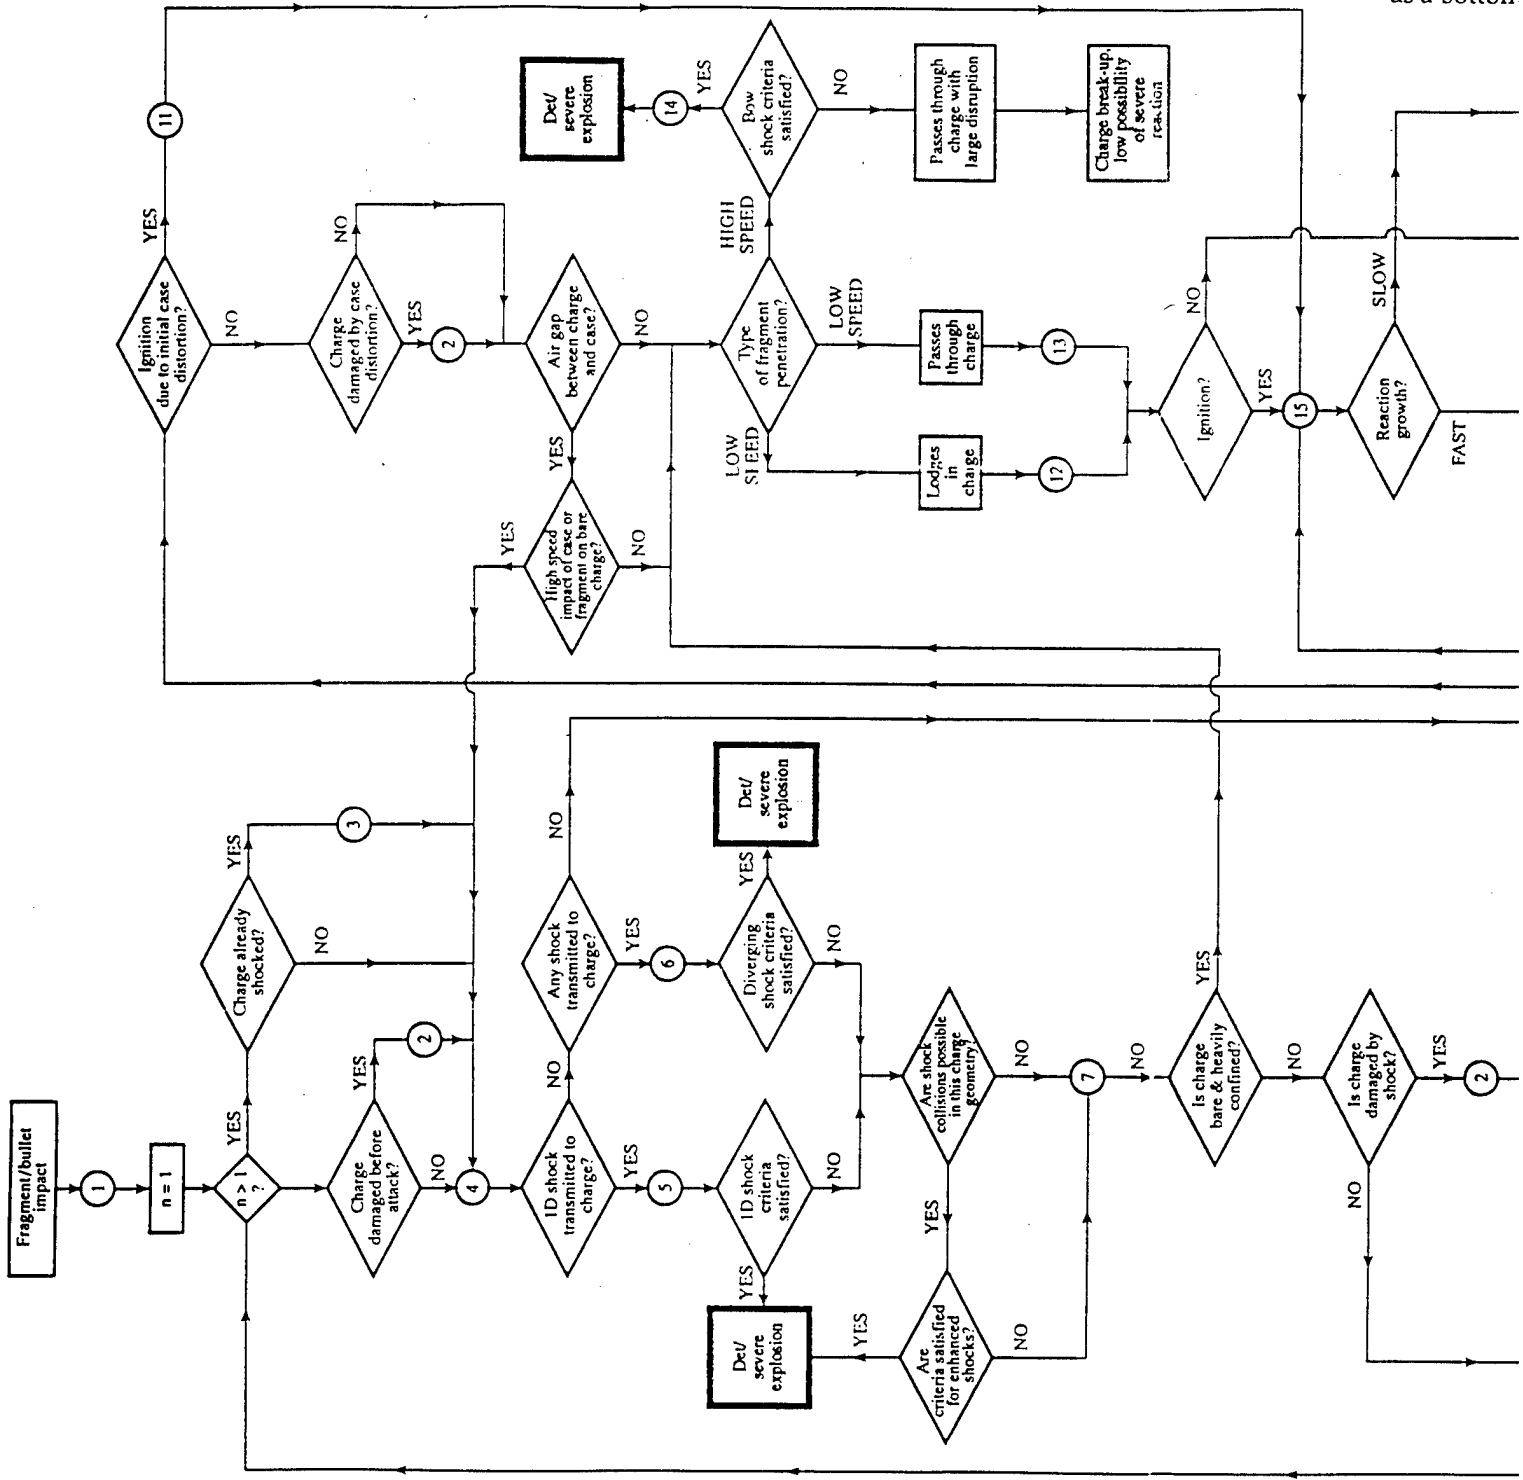 as a bottom
Fragment/bullet
impact
1
n = 1
n > 1
?
YES
Charge already
shocked?
YES
3
NO
Charge
damaged before
attack?
YES
2
NO
4
1D shock
transmitted to
charge?
NO
Any shock
transmitted to
charge?
NO
YES
5
YES
6
1D shock
criteria
satisfied?
YES
Det/
severe
explosion
NO
Diverging
shock criteria
satisfied?
YES
Det/
severe
explosion
NO
Are shock
collisions possible
in this charge
geometry?
YES
NO
Are
criteria satisfied
for enhanced
shocks?
YES
NO
7
NO
Is charge
bare & heavily
confined?
YES
NO
Is charge
damaged by
shock?
NO
YES
2
Ignition
due to initial case
distortion?
YES
11
NO
Charge
damaged by case
distortion?
NO
YES
2
Air gap
between charge
and case?
YES
NO
High speed
impact of case or
fragment on bare
charge?
YES
NO
Type
of fragment
penetration?
HIGH
SPEED
Bow
shock criteria
satisfied?
YES
14
Det/
severe
explosion
NO
Passes through
charge with
large disruption
Charge break-up,
low possibility
of severe
reaction
LOW
SPEED
Passes
through
charge
13
LOW
SPEED
Lodges
in
charge
12
Ignition?
NO
YES
15
Reaction
growth?
SLOW
FAST